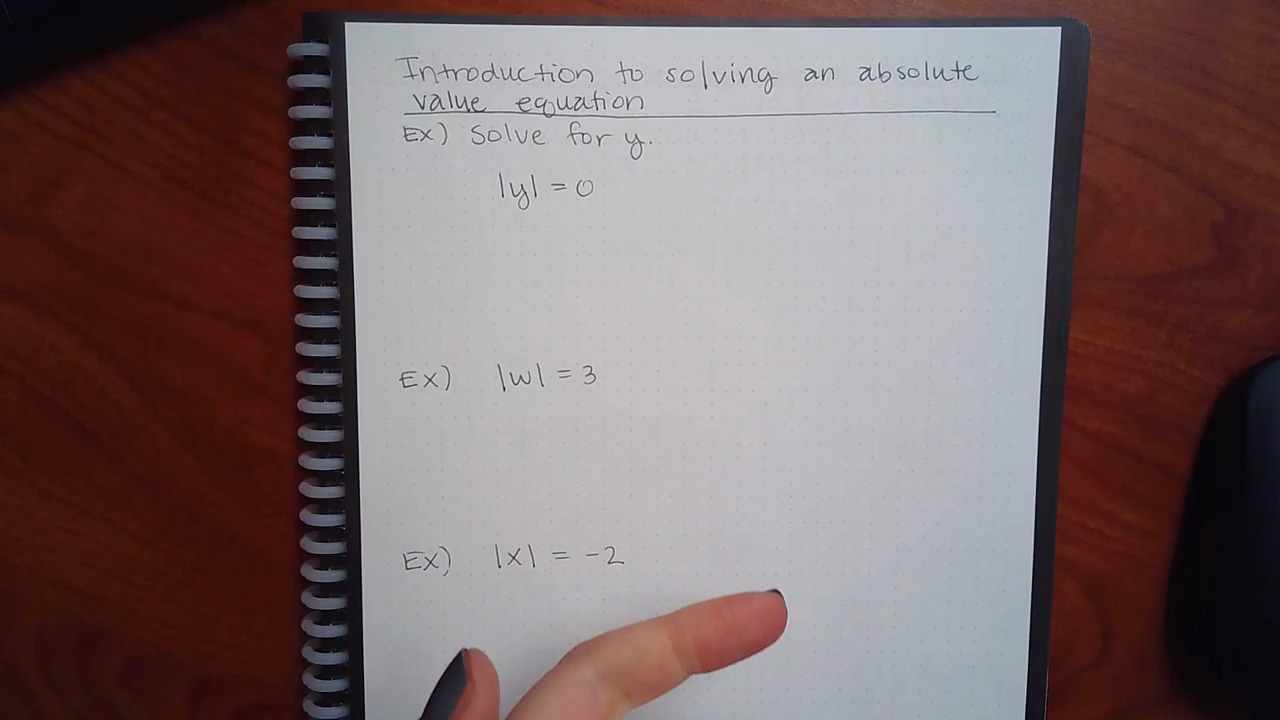 Introduction to solving an absolute
value equation
Ex) Solve for y.
|y| = 0
Ex) |w| = 3
Ex) |x| = -2